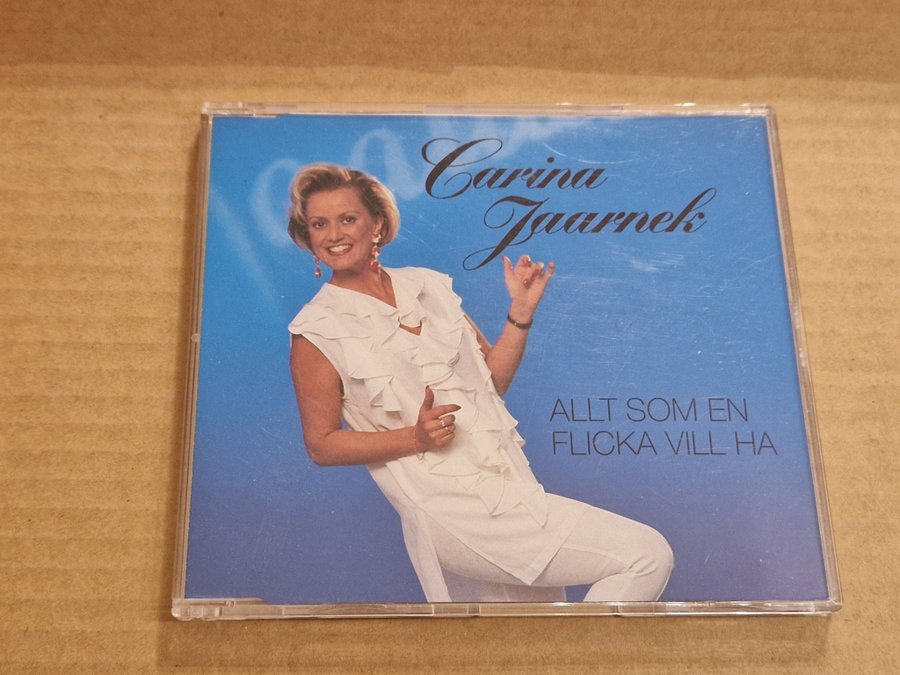 Carina
Jaarnek
ALLT SOM EN
FLICKA VILL HA